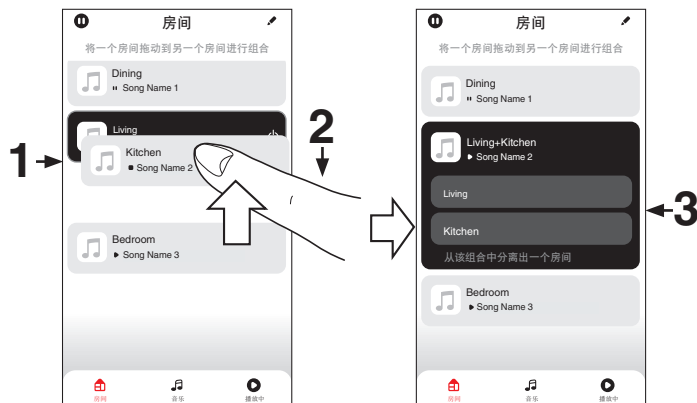 房间
将一个房间拖动到另一个房间进行组合
Dining
Song Name 1
Living
Kitchen
Song Name 2
Bedroom
Song Name 3
房间
音乐
播放中
1
2
房间
将一个房间拖动到另一个房间进行组合
Dining
Song Name 1
Living+Kitchen
Song Name 2
Living
Kitchen
从该组合中分离出一个房间
Bedroom
Song Name 3
房间
音乐
播放中
3